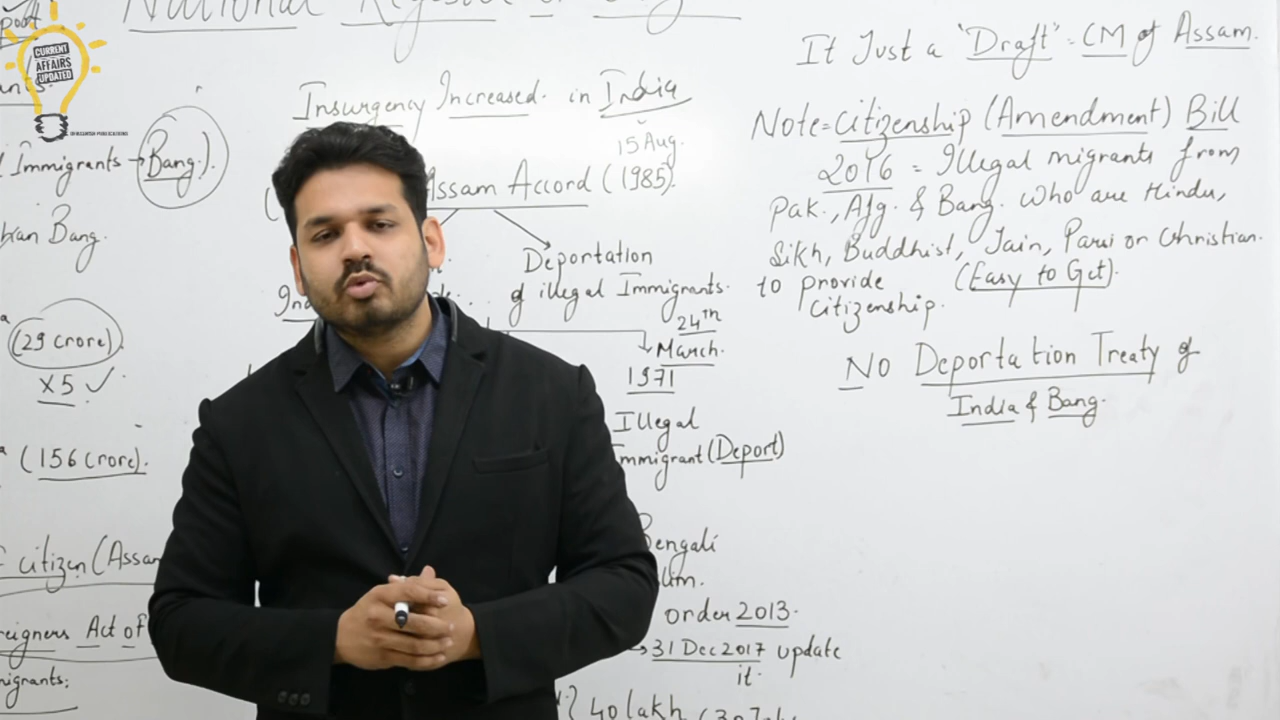 National Register of
Insurgency Increased. in India
15 Aug.
Assam Accord (1985).
Deportation
of illegal Immigrants.
24th
March.
1971
Illegal
Immigrant (Deport)
Bengali
order 2013.
31 Dec 2017 update
it.
40 lakh
CURRENT
AFFAIRS
UPDATED
Immigrants → Bang.).
Bang.
(29 crore)
X5 ✓
(156 crore).
citizen (Assam
Act of
It Just a "Draft" = CM of Assam.
Note = Citizenship (Amendment) Bill
2016 = Illegal migrants from
Pak., Afg. & Bang. who are Hindu,
Sikh, Buddhist, Jain, Parsi or Christian.
to provide (Easy to Get).
Citizenship.
No Deportation Treaty of
India & Bang.